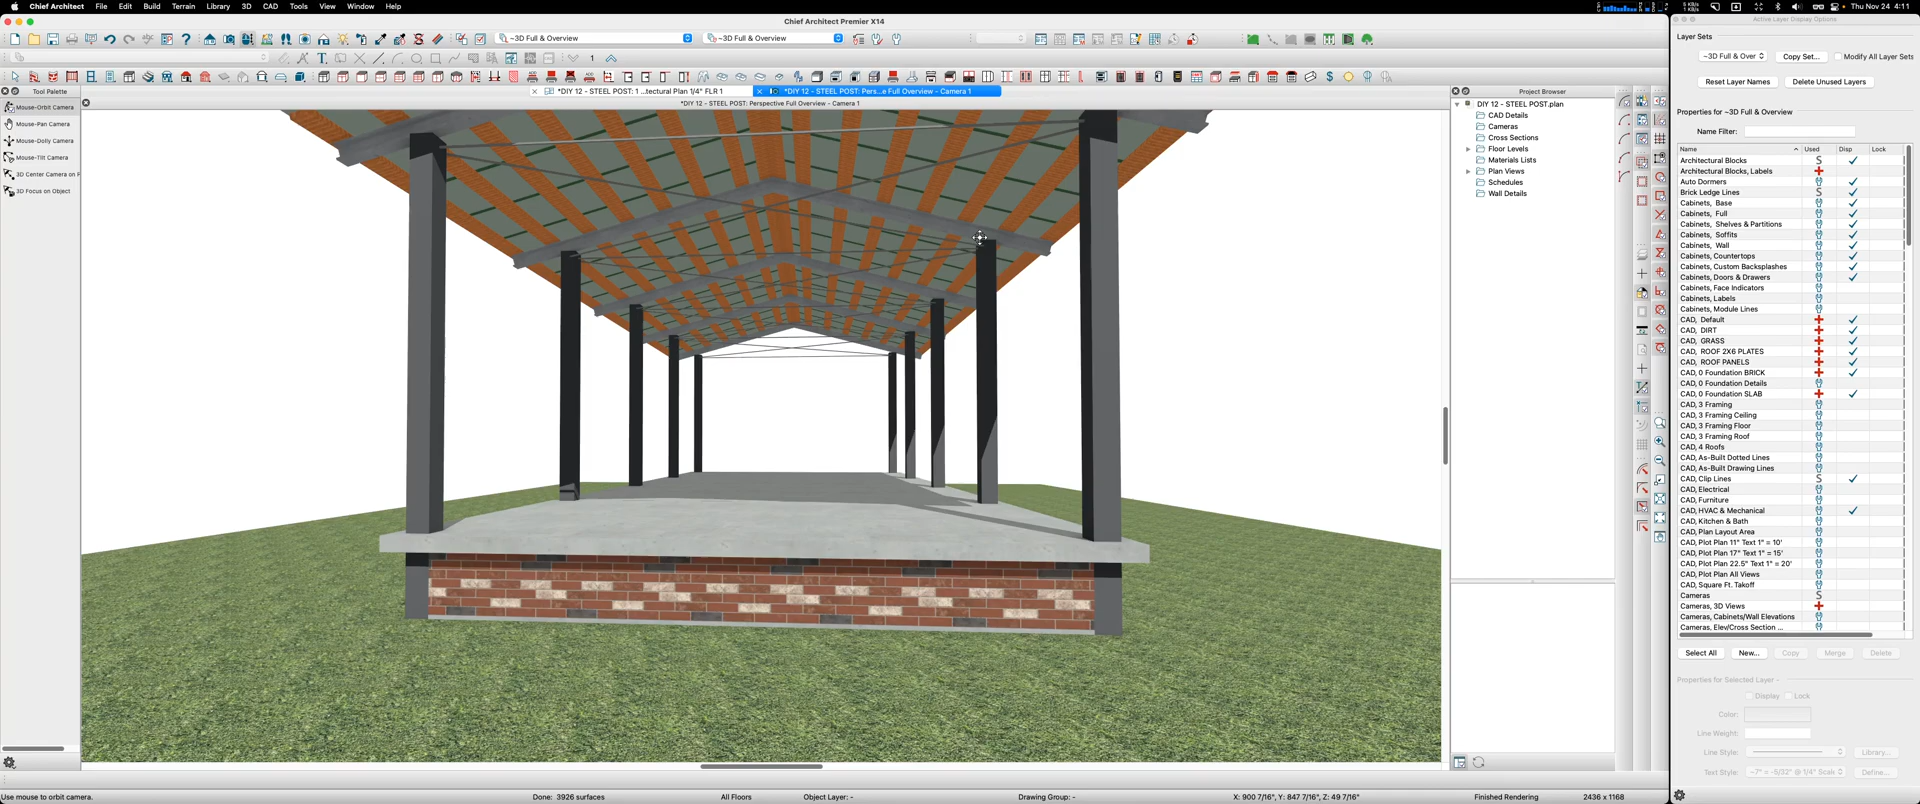 Chief Architect File Edit Build Terrain Library 3D CAD Tools View Window Help
Thu Nov 24 4:11
Chief Architect Premier X14
Active Layer Display Options
~3D Full & Overview
~3D Full & Overview
Tool Palette
*DIY 12 - STEEL POST: 1 ...tectural Plan 1/4" FLR 1
*DIY 12 - STEEL POST: Pers...e Full Overview - Camera 1
*DIY 12 - STEEL POST: Perspective Full Overview - Camera 1
Mouse-Orbit Camera
Mouse-Pan Camera
Mouse-Dolly Camera
Mouse-Tilt Camera
3D Center Camera on P
3D Focus on Object
Project Browser
DIY 12 - STEEL POST.plan
CAD Details
Cameras
Cross Sections
Floor Levels
Materials Lists
Plan Views
Schedules
Wall Details
Layer Sets
~3D Full & Over
Copy Set...
Modify All Layer Sets
Reset Layer Names
Delete Unused Layers
Properties for ~3D Full & Overview
Name Filter:
Name Used Disp Lock
Architectural Blocks S
Architectural Blocks, Labels
Auto Dormers
Brick Ledge Lines S
Cabinets, Base
Cabinets, Full
Cabinets, Shelves & Partitions
Cabinets, Soffits
Cabinets, Wall
Cabinets, Countertops
Cabinets, Custom Backsplashes
Cabinets, Doors & Drawers
Cabinets, Face Indicators
Cabinets, Labels
Cabinets, Module Lines
CAD, Default
CAD, DIRT
CAD, GRASS
CAD, ROOF 2X6 PLATES
CAD, ROOF PANELS
CAD, 0 Foundation BRICK
CAD, 0 Foundation Details
CAD, 0 Foundation SLAB
CAD, 3 Framing
CAD, 3 Framing Ceiling
CAD, 3 Framing Floor
CAD, 3 Framing Roof
CAD, 4 Roofs
CAD, As-Built Dotted Lines
CAD, As-Built Drawing Lines
CAD, Clip Lines S
CAD, Electrical
CAD, Furniture
CAD, HVAC & Mechanical
CAD, Kitchen & Bath
CAD, Plan Layout Area
CAD, Plot Plan 11" Text 1" = 10'
CAD, Plot Plan 17" Text 1" = 15'
CAD, Plot Plan 22.5" Text 1" = 20'
CAD, Plot Plan All Views
CAD, Square Ft. Takoff
Cameras S
Cameras, 3D Views
Cameras, Cabinets/Wall Elevations
Cameras, Elev/Cross Section ...
Select All New... Copy Merge Delete
Properties for Selected Layer -
Display Lock
Color:
Line Weight:
Line Style: Library...
Text Style: Define...
Use mouse to orbit camera.
Done: 3926 surfaces
All Floors
Object Layer: -
Drawing Group: -
X: 900 7/16", Y: 847 7/16", Z: 49 7/16"
Finished Rendering
2436 x 1168